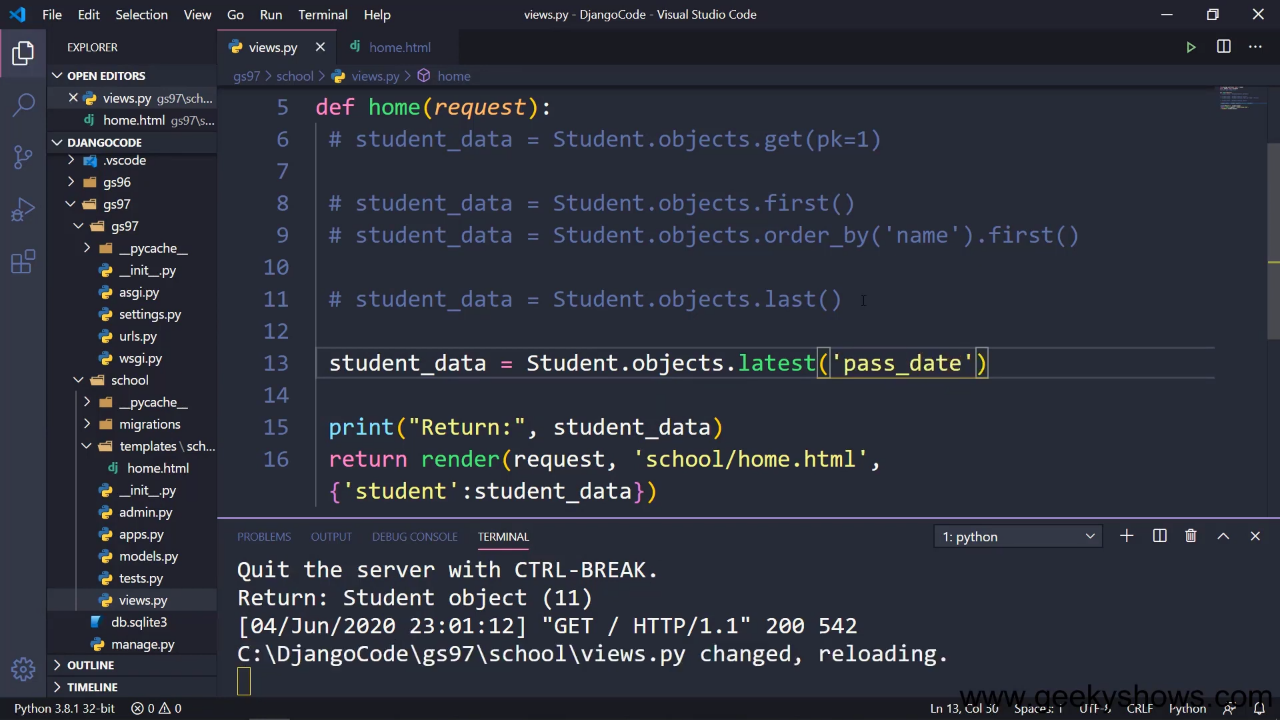 File Edit Selection View Go Run Terminal Help
views.py - DjangoCode - Visual Studio Code
EXPLORER
OPEN EDITORS
views.py gs97\sc...
home.html gs97\s...
DJANGOCODE
.vscode
gs96
gs97
gs97
__pycache__
__init__.py
asgi.py
settings.py
urls.py
wsgi.py
school
__pycache__
migrations
templates \ sc...
home.html
__init__.py
admin.py
apps.py
models.py
tests.py
views.py
db.sqlite3
manage.py
OUTLINE
TIMELINE
views.py
home.html
gs97 > school > views.py > home
5 def home(request):
6 # student_data = Student.objects.get(pk=1)
7
8 # student_data = Student.objects.first()
9 # student_data = Student.objects.order_by('name').first()
10
11 # student_data = Student.objects.last()
12
13 student_data = Student.objects.latest('pass_date')
14
15 print("Return:", student_data)
16 return render(request, 'school/home.html',
{'student':student_data})
PROBLEMS OUTPUT DEBUG CONSOLE TERMINAL
1: python
Quit the server with CTRL-BREAK.
Return: Student object (11)
[04/Jun/2020 23:01:12] "GET / HTTP/1.1" 200 542
C:\DjangoCode\gs97\school\views.py changed, reloading.
www.geekyshows.com
Python 3.8.1 32-bit 0 0
Ln 13, Col 50 Spaces: UTF-8 CRLF Python